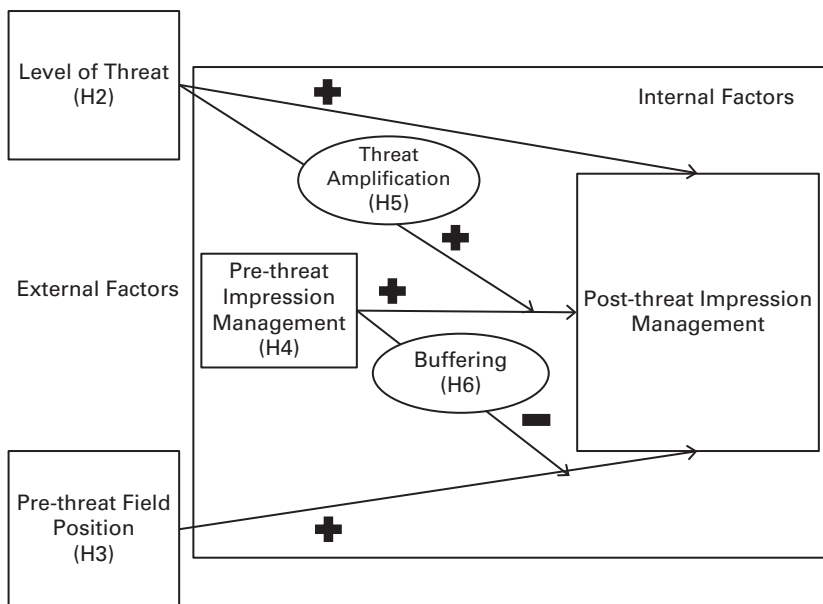 Level of Threat
(H2)
Internal Factors
Threat
Amplification
(H5)
External Factors
Pre-threat
Impression
Management
(H4)
Post-threat Impression
Management
Buffering
(H6)
Pre-threat Field
Position
(H3)